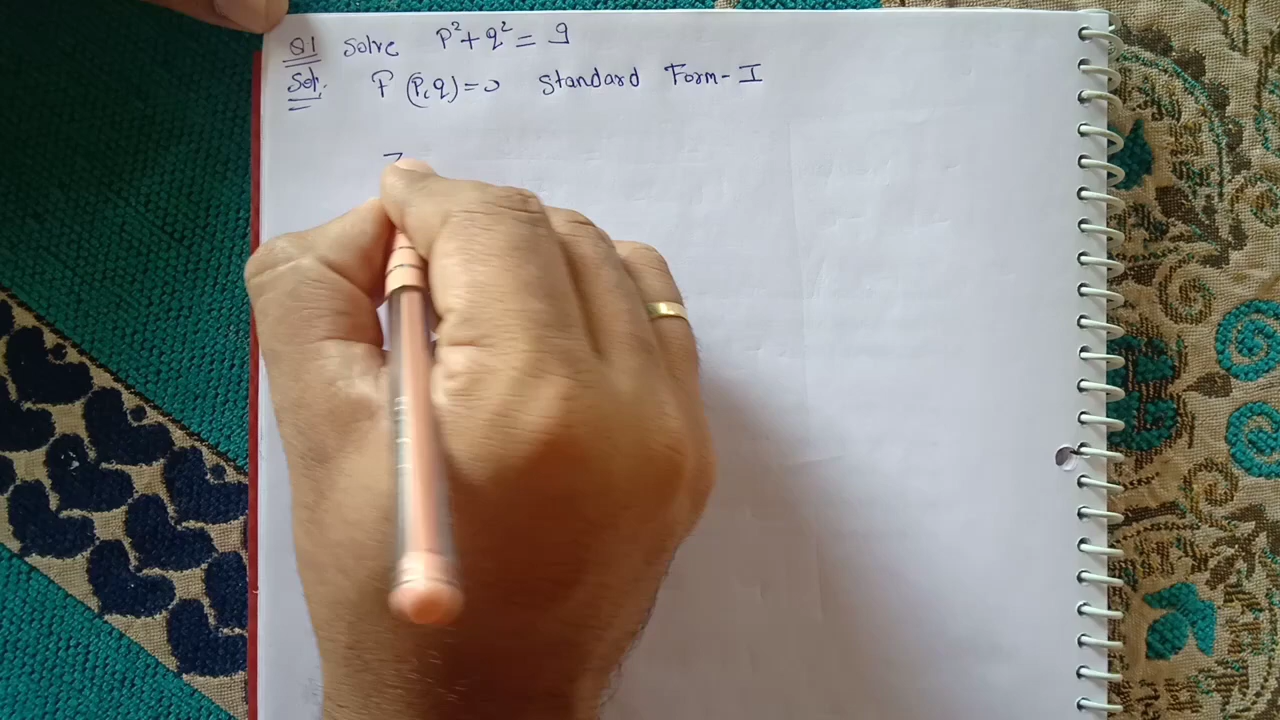 Q1 Solve p²+q² = 9
Sol. F (p,q)=0 Standard Form-I
Z